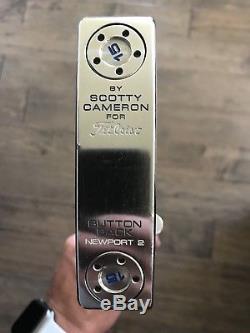 15
BY
SCOTTY
CAMERON
FOR
Titleist
BUTTON
BACK
NEWPORT 2
15